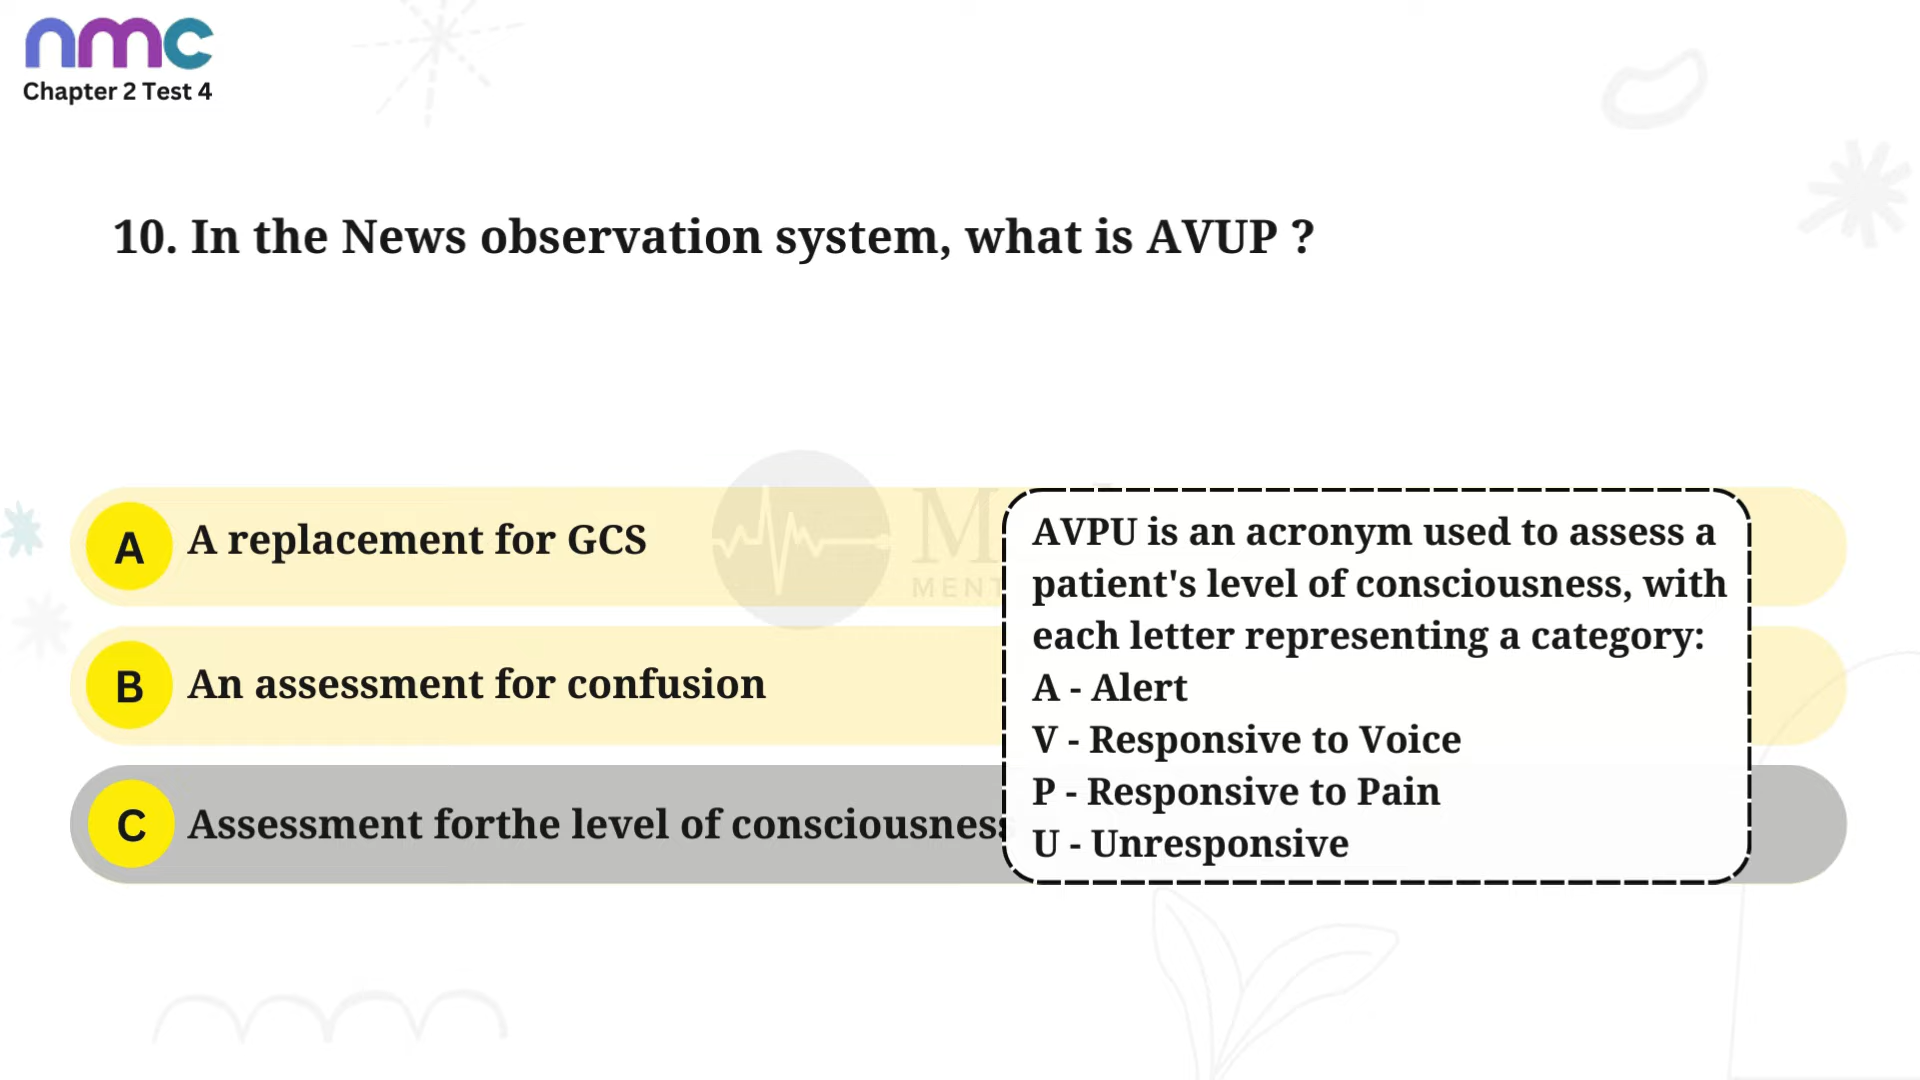 nmc
Chapter 2 Test 4
10. In the News observation system, what is AVUP ?
A A replacement for GCS
B An assessment for confusion
C Assessment forthe level of consciousness
AVPU is an acronym used to assess a
patient's level of consciousness, with
each letter representing a category:
A - Alert
V - Responsive to Voice
P - Responsive to Pain
U - Unresponsive